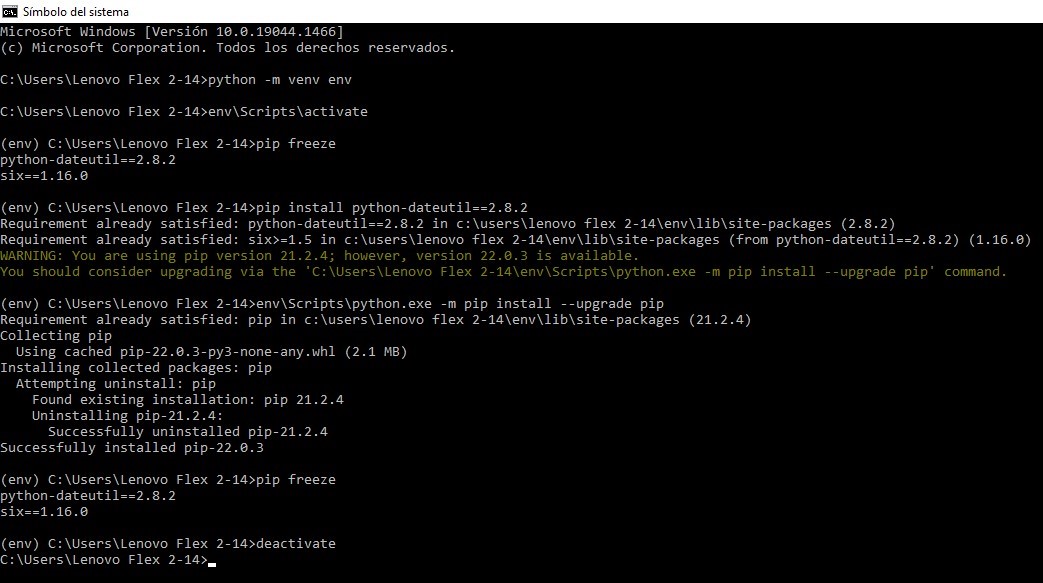 Símbolo del sistema
Microsoft Windows [Versión 10.0.19044.1466]
(c) Microsoft Corporation. Todos los derechos reservados.
C:\Users\Lenovo Flex 2-14>python -m venv env
C:\Users\Lenovo Flex 2-14>env\Scripts\activate
(env) C:\Users\Lenovo Flex 2-14>pip freeze
python-dateutil==2.8.2
six==1.16.0
(env) C:\Users\Lenovo Flex 2-14>pip install python-dateutil==2.8.2
Requirement already satisfied: python-dateutil==2.8.2 in c:\users\lenovo flex 2-14\env\lib\site-packages (2.8.2)
Requirement already satisfied: six>=1.5 in c:\users\lenovo flex 2-14\env\lib\site-packages (from python-dateutil==2.8.2) (1.16.0)
WARNING: You are using pip version 21.2.4; however, version 22.0.3 is available.
You should consider upgrading via the 'C:\Users\Lenovo Flex 2-14\env\Scripts\python.exe -m pip install --upgrade pip' command.
(env) C:\Users\Lenovo Flex 2-14>env\Scripts\python.exe -m pip install --upgrade pip
Requirement already satisfied: pip in c:\users\lenovo flex 2-14\env\lib\site-packages (21.2.4)
Collecting pip
  Using cached pip-22.0.3-py3-none-any.whl (2.1 MB)
Installing collected packages: pip
  Attempting uninstall: pip
    Found existing installation: pip 21.2.4
    Uninstalling pip-21.2.4:
      Successfully uninstalled pip-21.2.4
Successfully installed pip-22.0.3
(env) C:\Users\Lenovo Flex 2-14>pip freeze
python-dateutil==2.8.2
six==1.16.0
(env) C:\Users\Lenovo Flex 2-14>deactivate
C:\Users\Lenovo Flex 2-14>